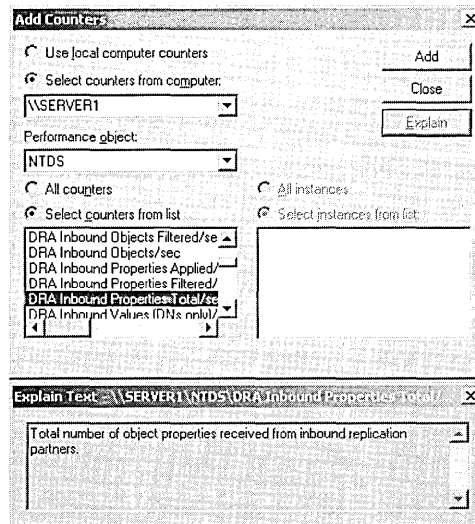 Add Counters
Use local computer counters
Add
Select counters from computer:
Close
\\SERVER1
Explain
Performance object:
NTDS
All counters
All instances
Select counters from list
Select instances from list:
DRA Inbound Objects Filtered/se
DRA Inbound Objects/sec
DRA Inbound Properties Applied/
DRA Inbound Properties Filtered/
DRA Inbound Properties Total/se
DRA Inbound Values (DNs only)/
Explain Text - \\SERVER1\NTDS\DRA Inbound Properties Total/
Total number of object properties received from inbound replication
partners.